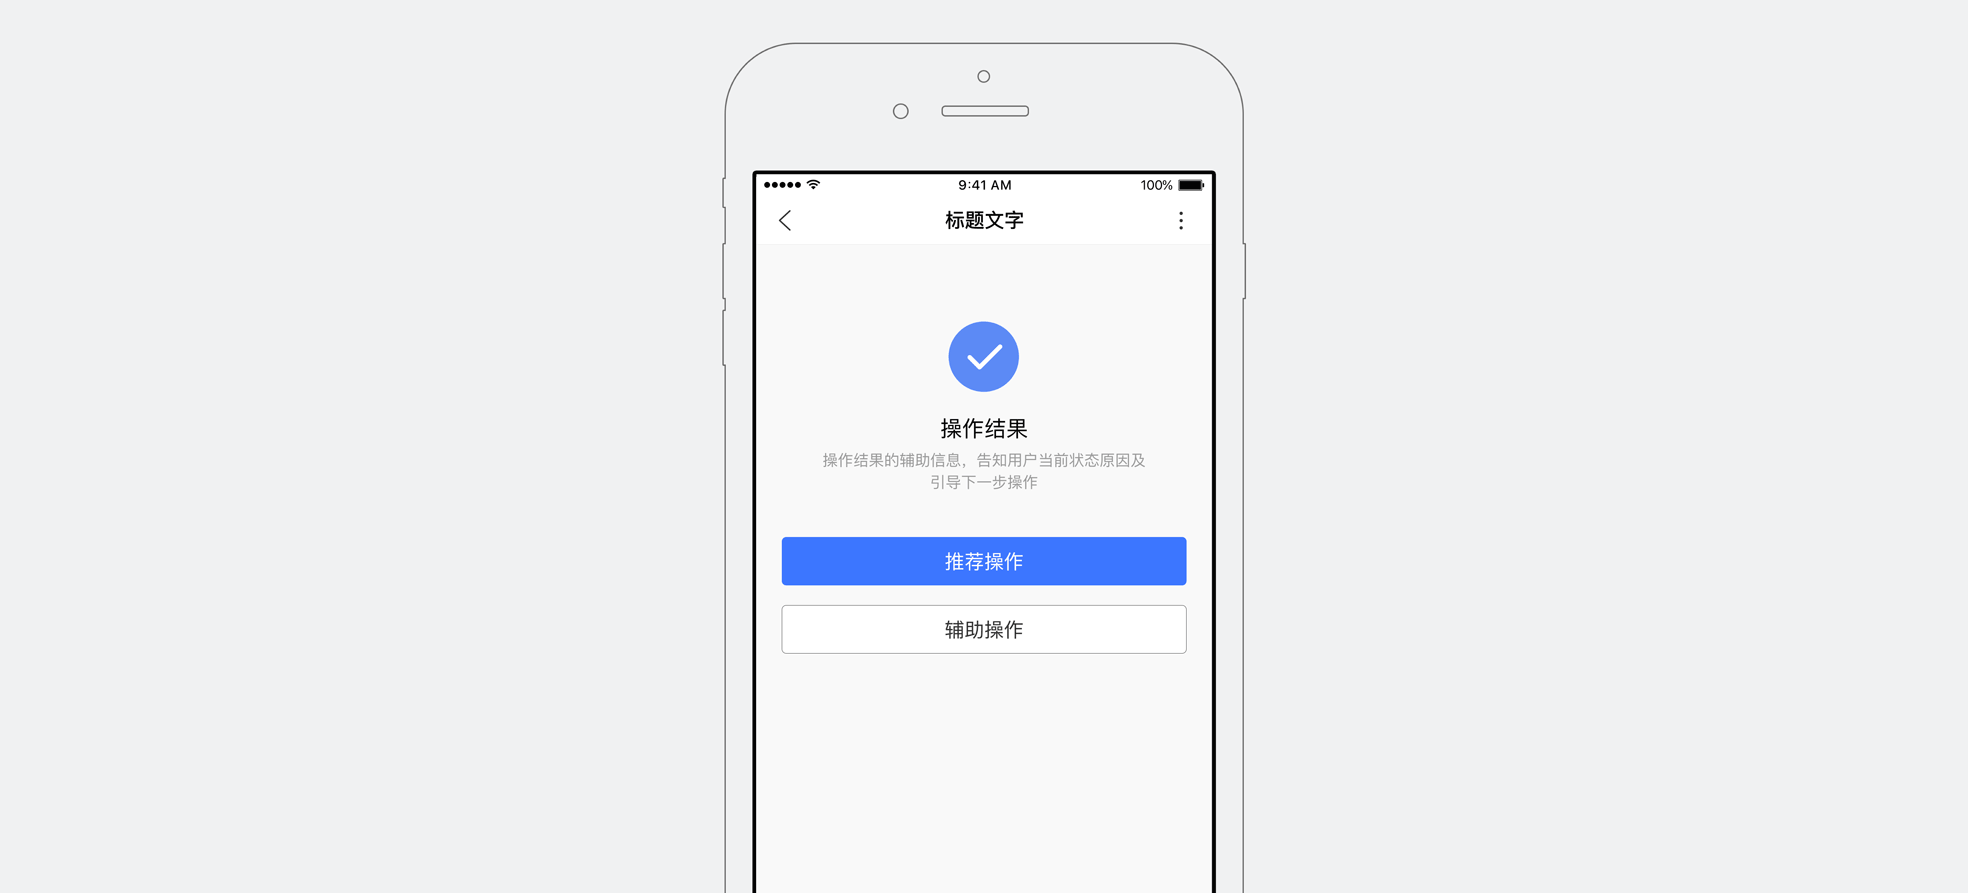 9:41 AM
100%
标题文字
操作结果
操作结果的辅助信息，告知用户当前状态原因及
引导下一步操作
推荐操作
辅助操作